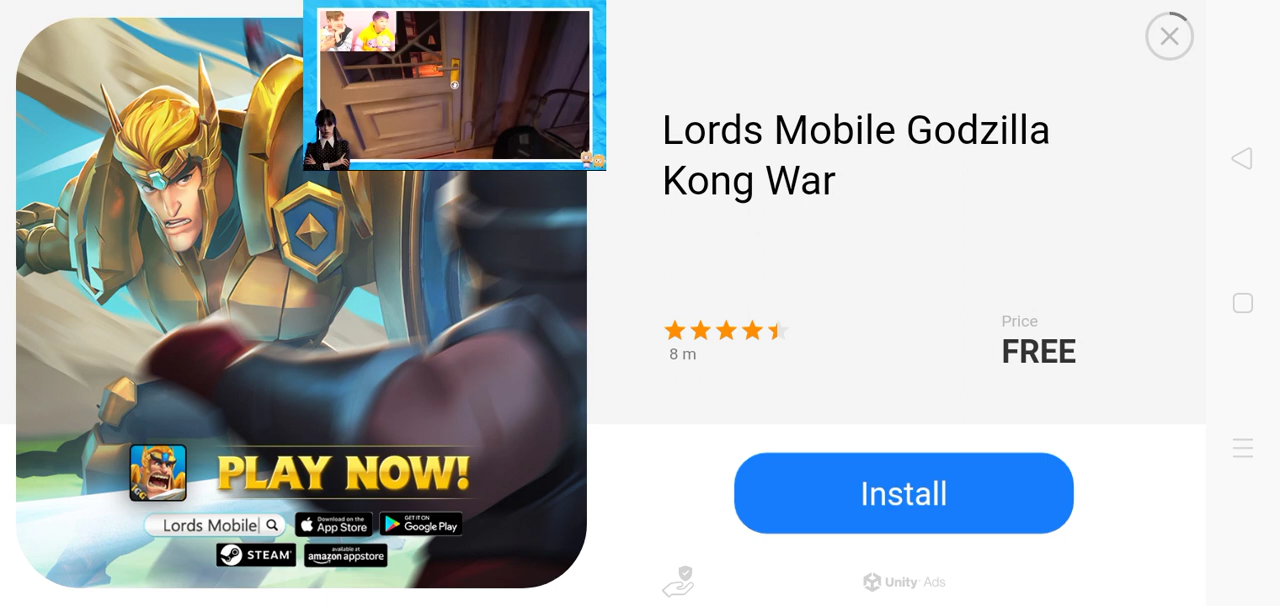 Lords Mobile Godzilla
Kong War
8 m
Price
FREE
Install
Unity Ads
IGG
PLAY NOW!
Lords Mobile
Download on the
App Store
GET IT ON
Google Play
STEAM
available at
amazon appstore